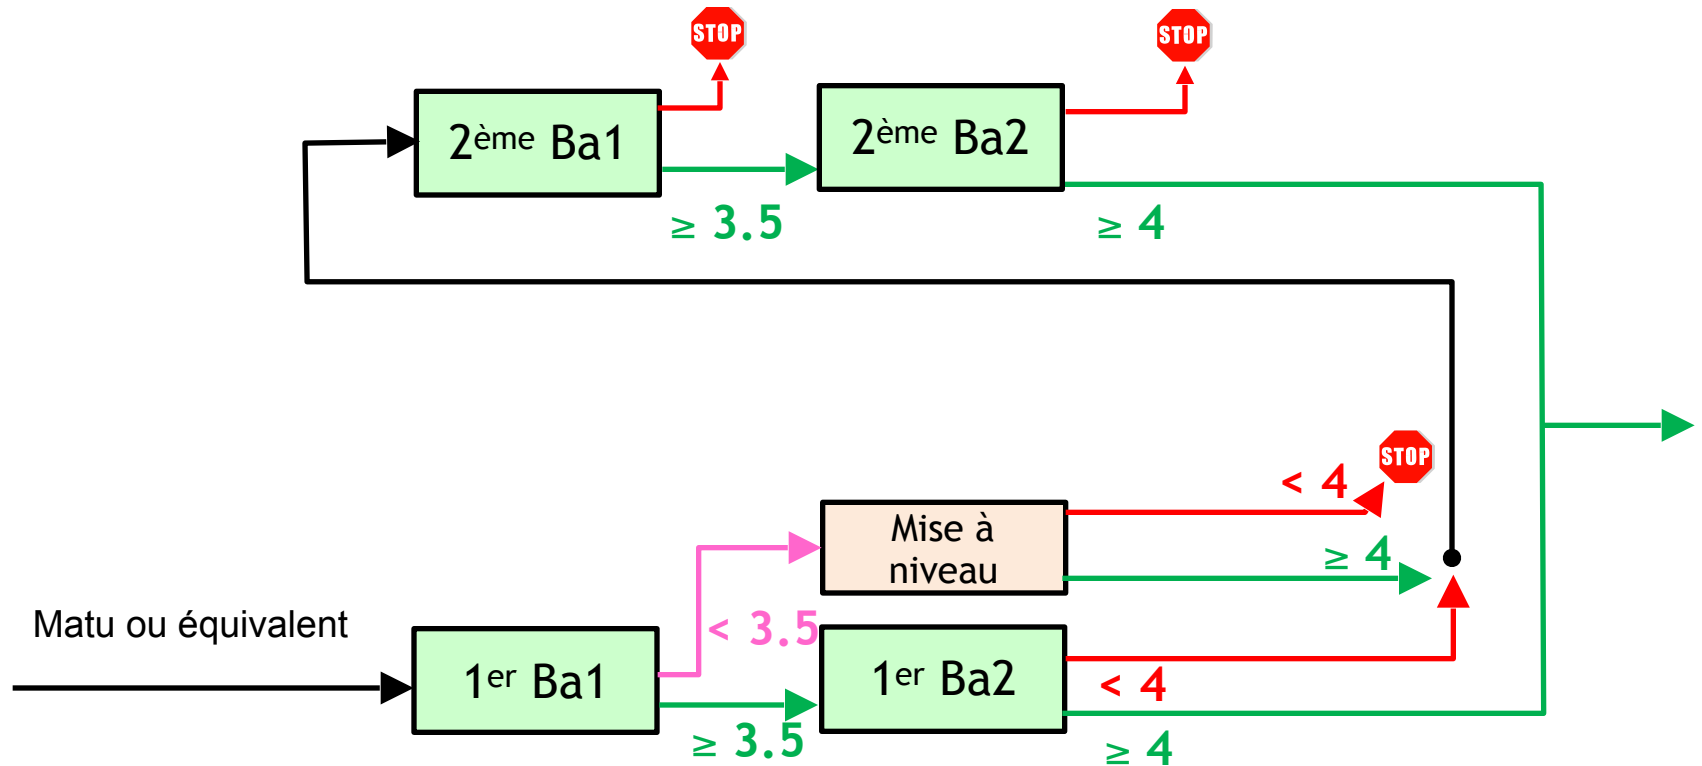 STOP
STOP
2ème Ba1
2ème Ba2
≥ 3.5
≥ 4
STOP
< 4
Mise à
niveau
≥ 4
Matu ou équivalent
< 3.5
1er Ba1
1er Ba2
< 4
≥ 3.5
≥ 4